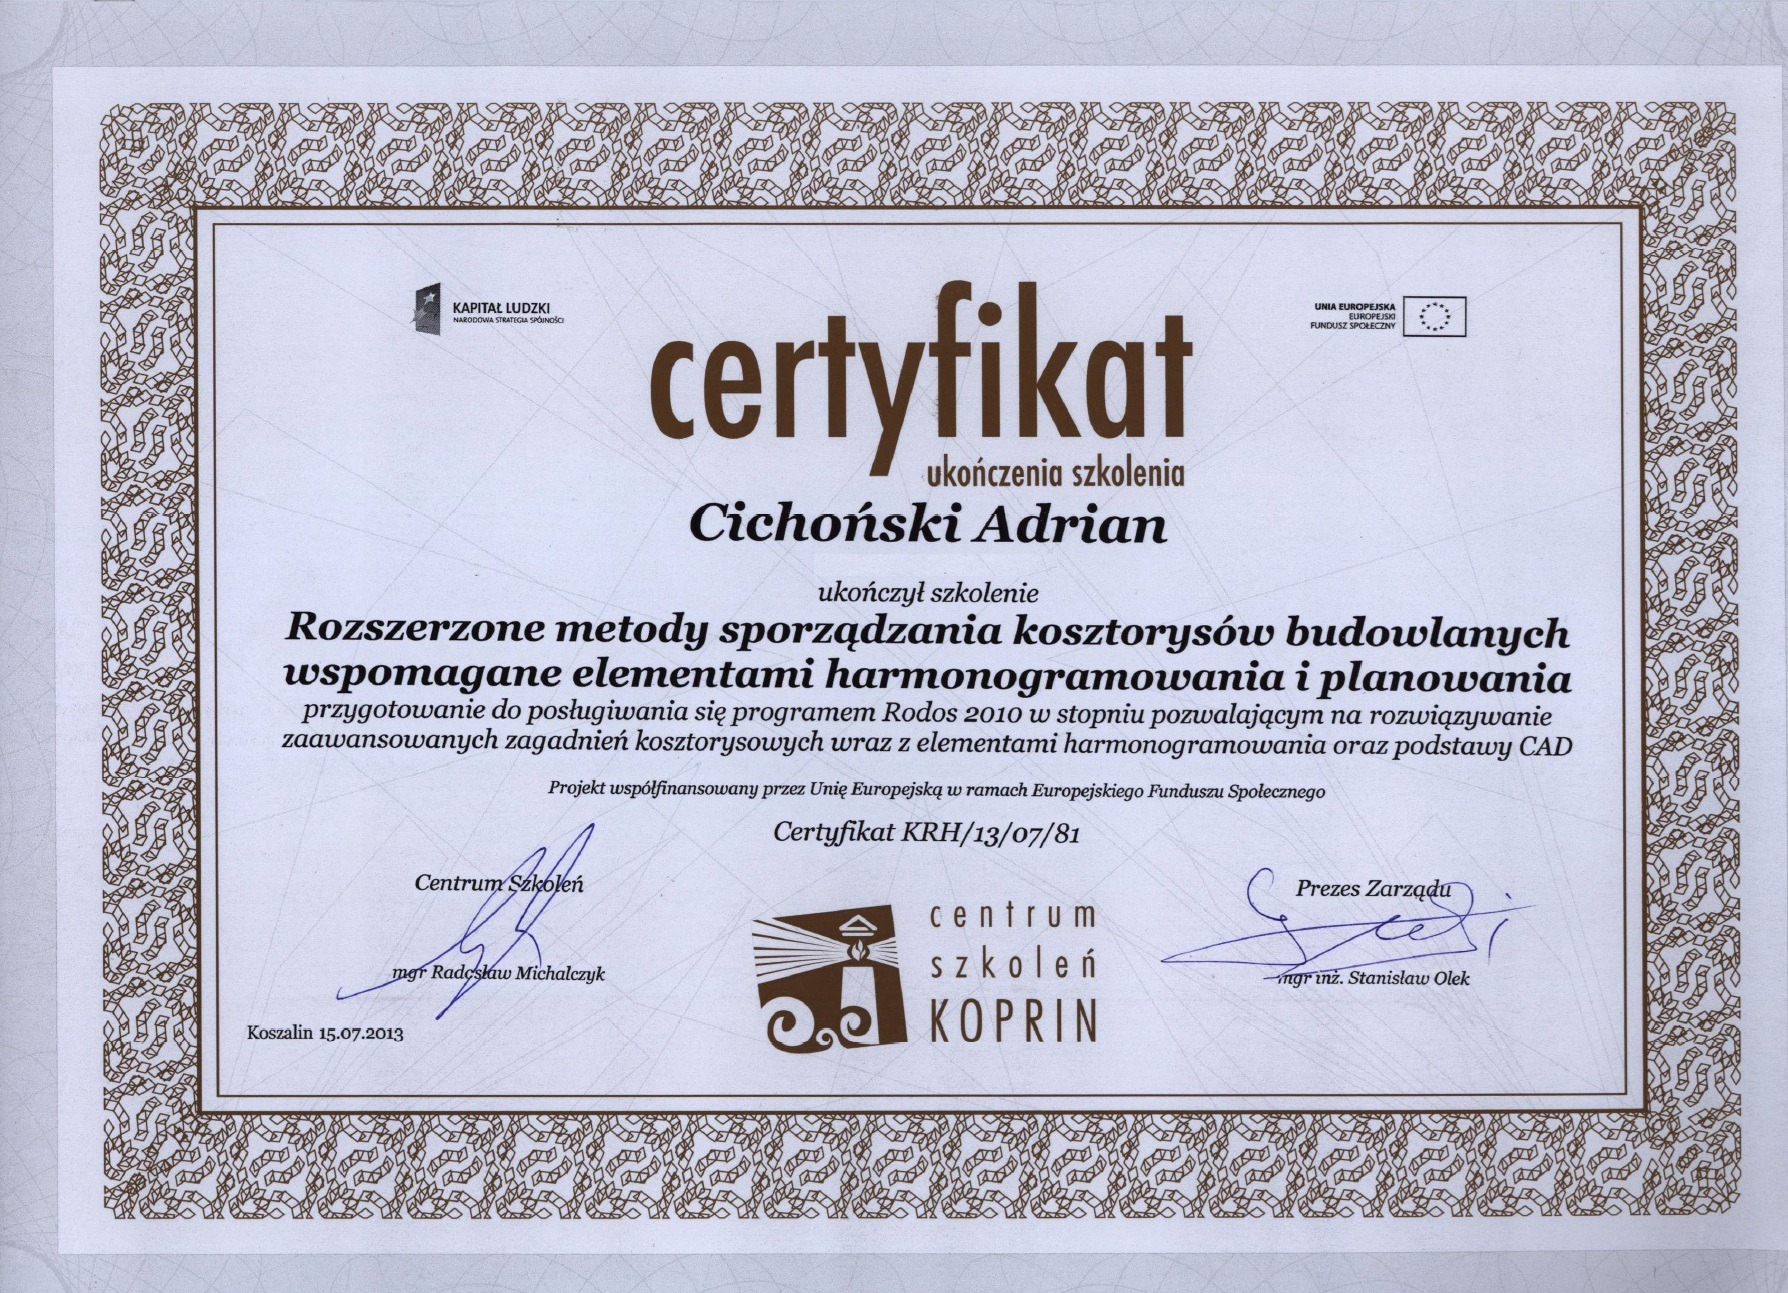 KAPITAŁ LUDZKI
NARODOWA STRATEGIA SPÓJNOŚCI
UNIA EUROPEJSKA
EUROPEJSKI
FUNDUSZ SPOŁECZNY
certyfikat
ukończenia szkolenia
Cichoński Adrian
ukończył szkolenie
Rozszerzone metody sporządzania kosztorysów budowlanych
wspomagane elementami harmonogramowania i planowania
przygotowanie do posługiwania się programem Rodos 2010 w stopniu pozwalającym na rozwiązywanie
zaawansowanych zagadnień kosztorysowych wraz z elementami harmonogramowania oraz podstawy CAD
Projekt współfinansowany przez Unię Europejską w ramach Europejskiego Funduszu Społecznego
Certyfikat KRH/13/07/81
Centrum Szkoleń
Prezes Zarządu
mgr Radosław Michalczyk
mgr inż. Stanisław Olek
centrum
szkoleń
KOPRIN
Koszalin 15.07.2013